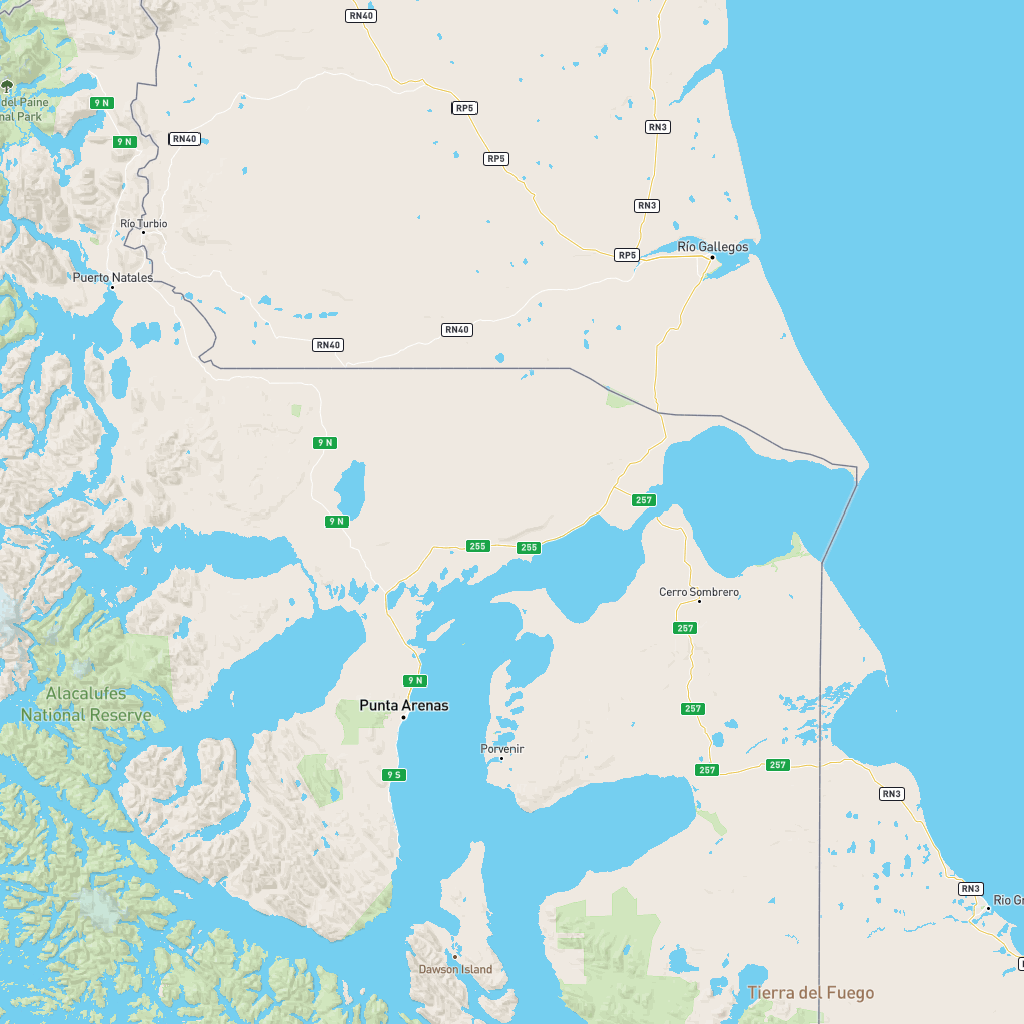 RN40
del Paine
nal Park
9 N
RP5
RN3
9 N
RN40
RP5
RN3
Río Turbio
Río Gallegos
RP5
Puerto Natales
RN40
RN40
9 N
257
9 N
255
255
Cerro Sombrero
257
9 N
Alacalufes
National Reserve
Punta Arenas
257
Porvenir
9 S
257
257
RN3
RN3
Rio Gr
Dawson Island
Tierra del Fuego